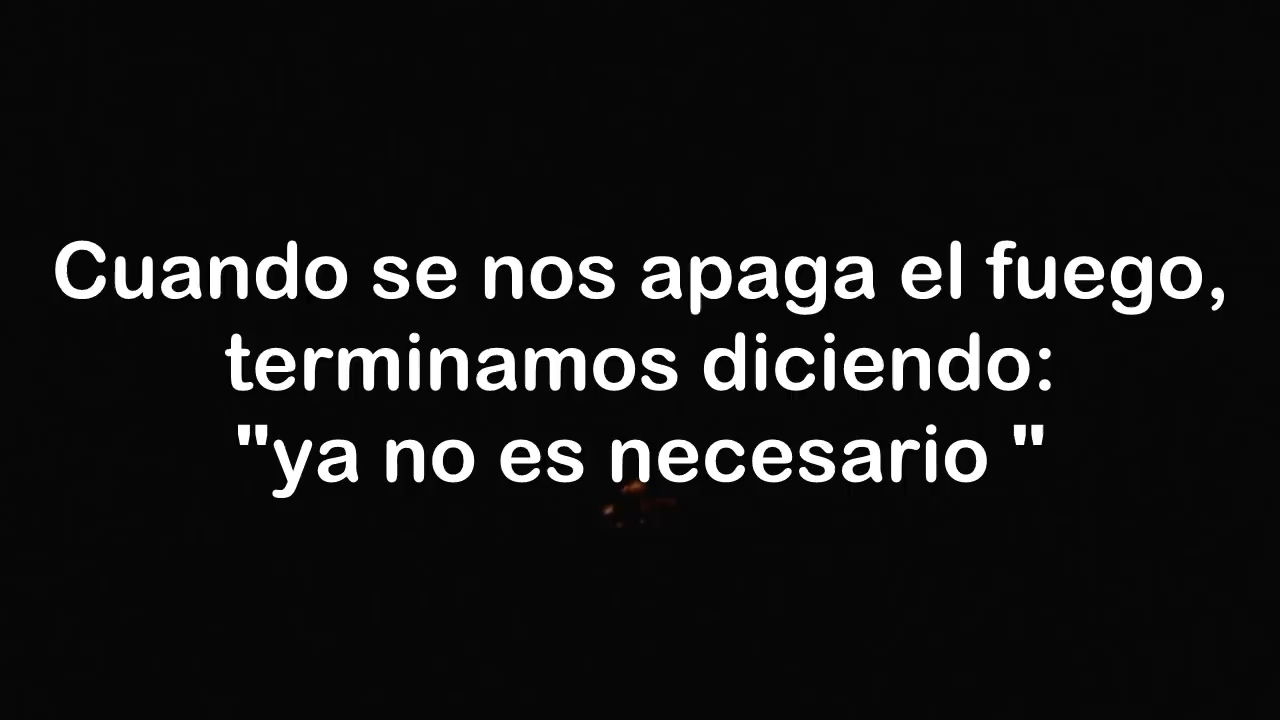 Cuando se nos apaga el fuego,
terminamos diciendo:
"ya no es necesario "